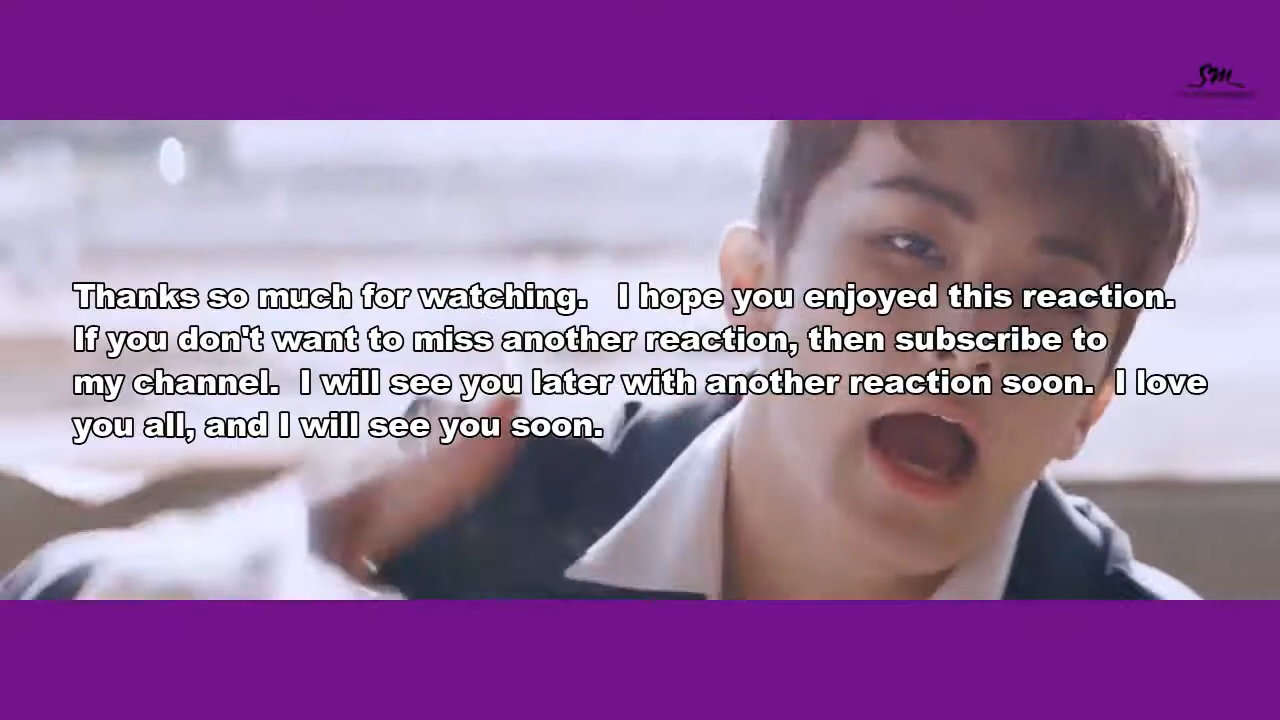 SM
Thanks so much for watching. I hope you enjoyed this reaction.
If you don't want to miss another reaction, then subscribe to
my channel. I will see you later with another reaction soon. I love
you all, and I will see you soon.